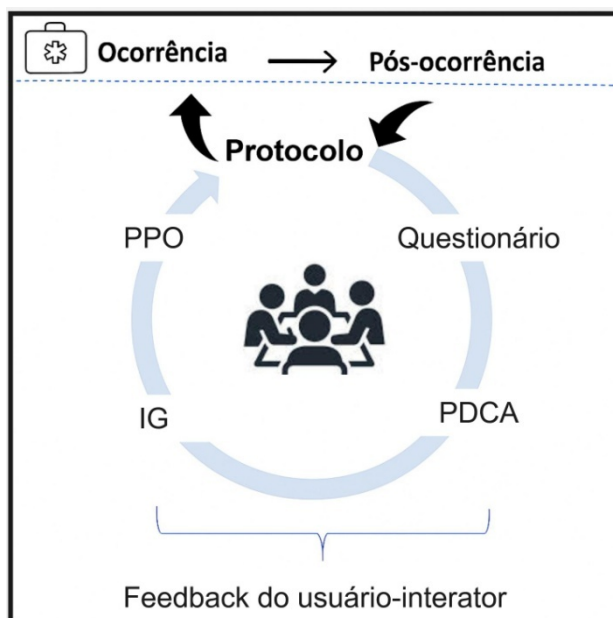 Ocorrência
Pós-ocorrência
Protocolo
PPO
Questionário
IG
PDCA
Feedback do usuário-interator